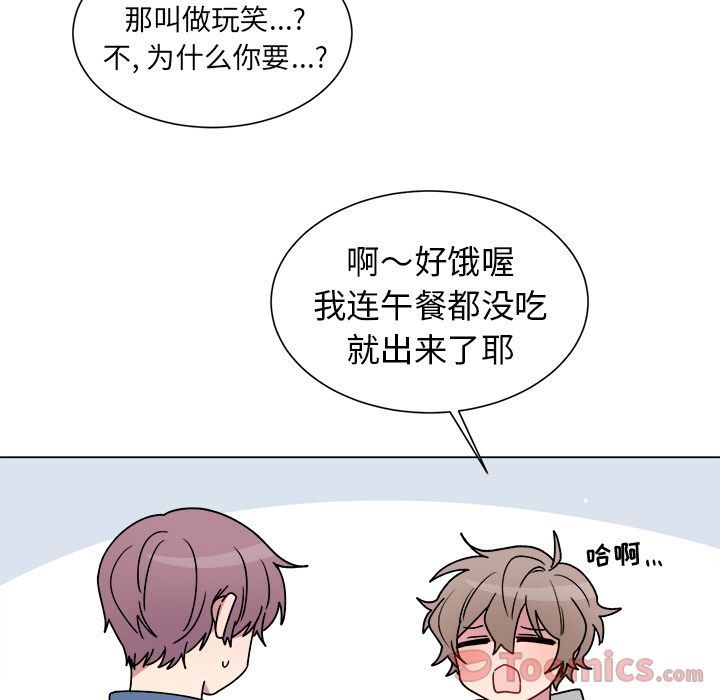 那叫做玩笑...?
不, 为什么你要...?
啊～好饿喔
我连午餐都没吃
就出来了耶
哈啊...
Toomics.com